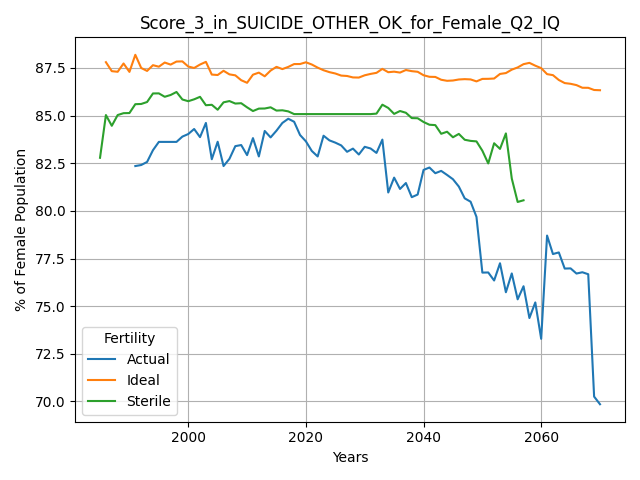 Score_3_in_SUICIDE_OTHER_OK_for_Female_Q2_IQ
% of Female Population
87.5
85.0
82.5
80.0
77.5
75.0
72.5
70.0
Fertility
Actual
Ideal
Sterile
2000 2020 2040 2060
Years